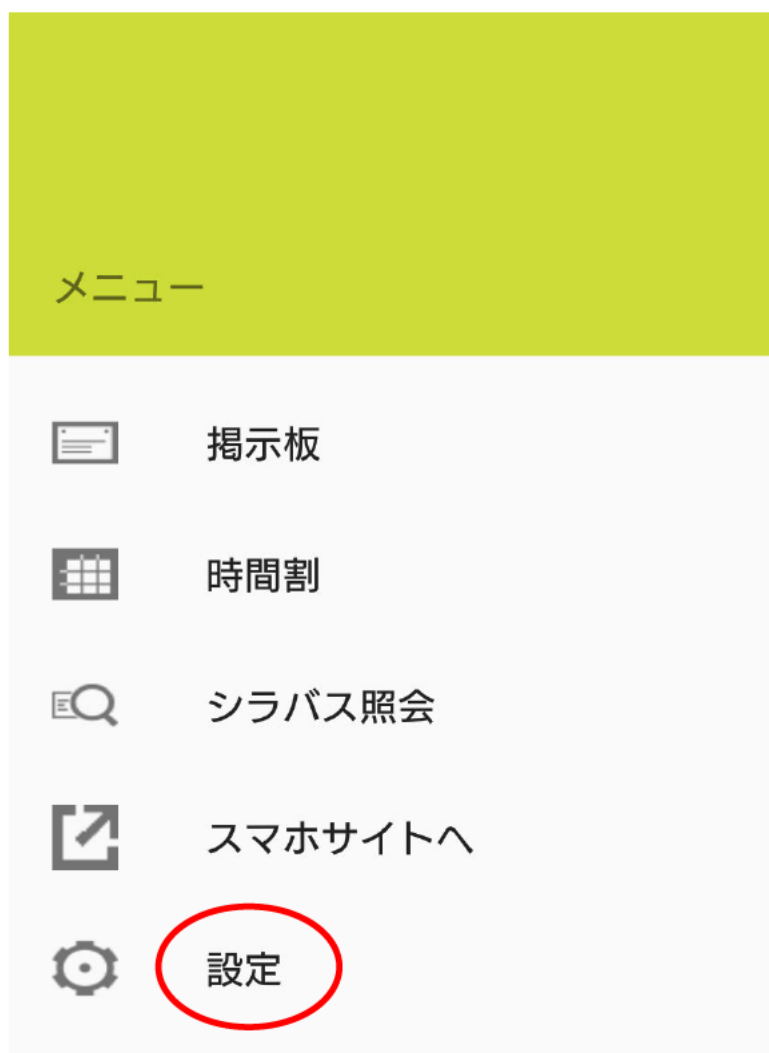 メニュー
掲示板
時間割
シラバス照会
スマホサイトへ
設定